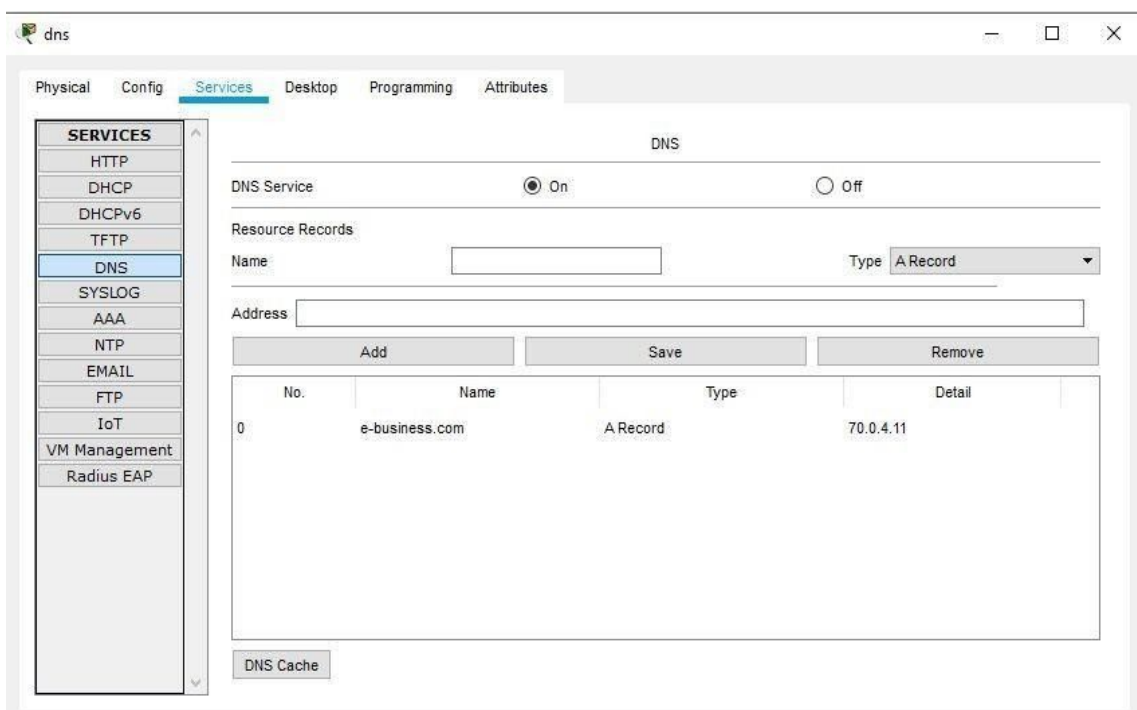 dns
Physical Config Services Desktop Programming Attributes
SERVICES
HTTP
DHCP
DHCPv6
TFTP
DNS
SYSLOG
AAA
NTP
EMAIL
FTP
IoT
VM Management
Radius EAP
DNS
DNS Service On Off
Resource Records
Name Type A Record
Address
Add Save Remove
No. Name Type Detail
0 e-business.com A Record 70.0.4.11
DNS Cache